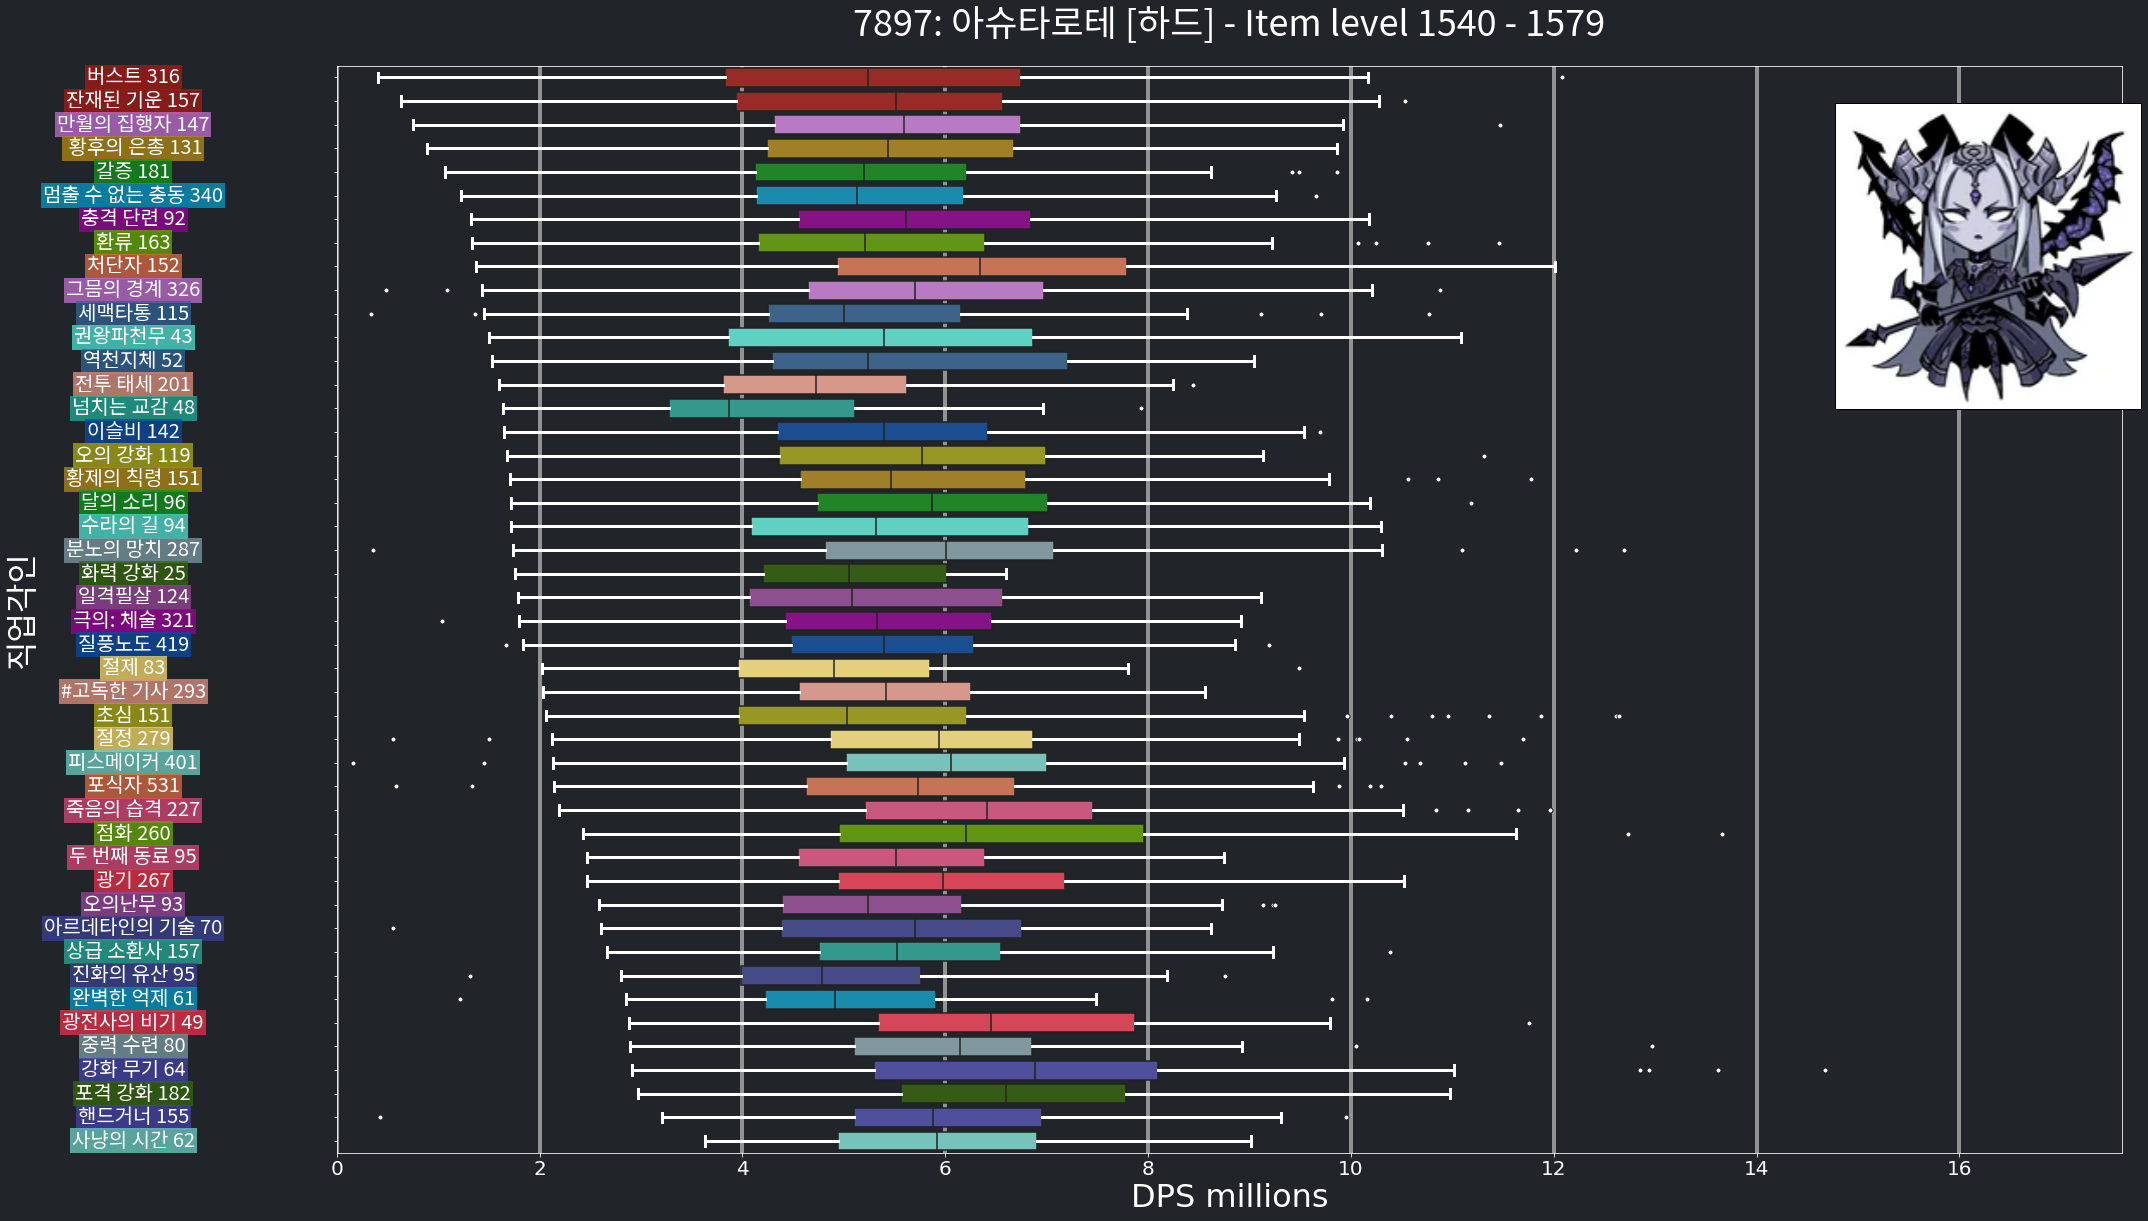 7897: 아슈타로테 [하드] - Item level 1540 - 1579
직업각인
버스트 316
잔재된 기운 157
만월의 집행자 147
황후의 은총 131
갈증 181
멈출 수 없는 충동 340
충격 단련 92
환류 163
처단자 152
그믐의 경계 326
세맥타통 115
권왕파천무 43
역천지체 52
전투 태세 201
넘치는 교감 48
이슬비 142
오의 강화 119
황제의 칙령 151
달의 소리 96
수라의 길 94
분노의 망치 287
화력 강화 25
일격필살 124
극의: 체술 321
질풍노도 419
절제 83
#고독한 기사 293
초심 151
절정 279
피스메이커 401
포식자 531
죽음의 습격 227
점화 260
두 번째 동료 95
광기 267
오의난무 93
아르데타인의 기술 70
상급 소환사 157
진화의 유산 95
완벽한 억제 61
광전사의 비기 49
중력 수련 80
강화 무기 64
포격 강화 182
핸드거너 155
사냥의 시간 62
0 2 4 6 8 10 12 14 16
DPS millions